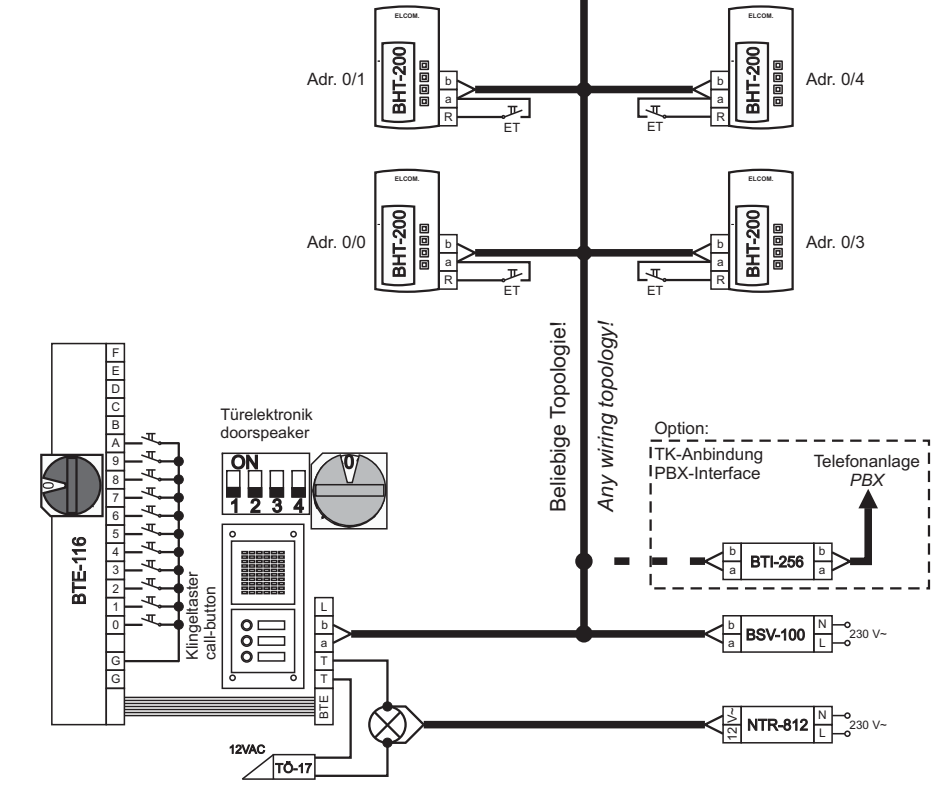 ELCOM.
BHT-200
Adr. 0/1
b
a
R
ET
ELCOM.
BHT-200
Adr. 0/4
b
a
R
ET
ELCOM.
BHT-200
Adr. 0/0
b
a
R
ET
ELCOM.
BHT-200
Adr. 0/3
b
a
R
ET
Beliebige Topologie!
Any wiring topology!
BTE-116
0
F
E
D
C
B
A
9
8
7
6
5
4
3
2
1
0
G
G
Klingeltaster
call-button
Türelektronik
doorspeaker
ON
1 2 3 4
0
L
b
a
T
T
BTE
12VAC
TÖ-17
Option:
TK-Anbindung
PBX-Interface
Telefonanlage
PBX
b
a
BTI-256
b
a
b
a
BSV-100
N
L
230 V~
12 V~
NTR-812
N
L
230 V~